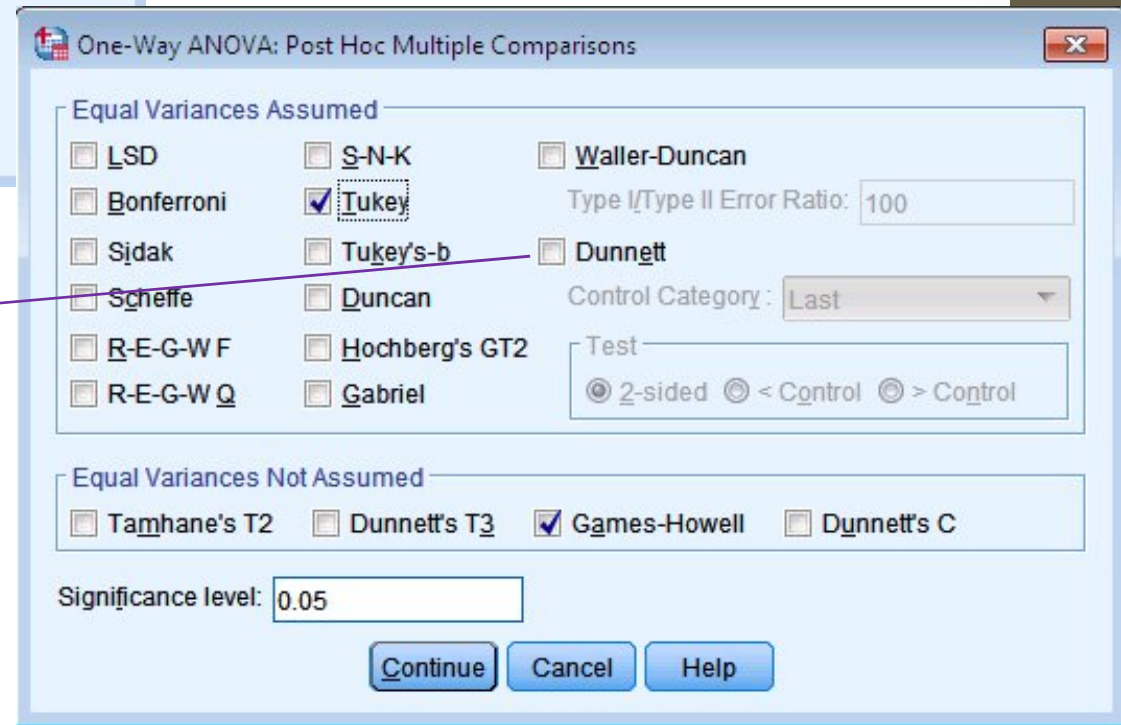 One-Way ANOVA: Post Hoc Multiple Comparisons
Equal Variances Assumed
LSD S-N-K Waller-Duncan
Bonferroni Tukey Type I/Type II Error Ratio: 100
Sidak Tukey's-b Dunnett
Scheffe Duncan Control Category: Last
R-E-G-W F Hochberg's GT2 Test
R-E-G-W Q Gabriel 2-sided < Control > Control
Equal Variances Not Assumed
Tamhane's T2 Dunnett's T3 Games-Howell Dunnett's C
Significance level: 0.05
Continue Cancel Help